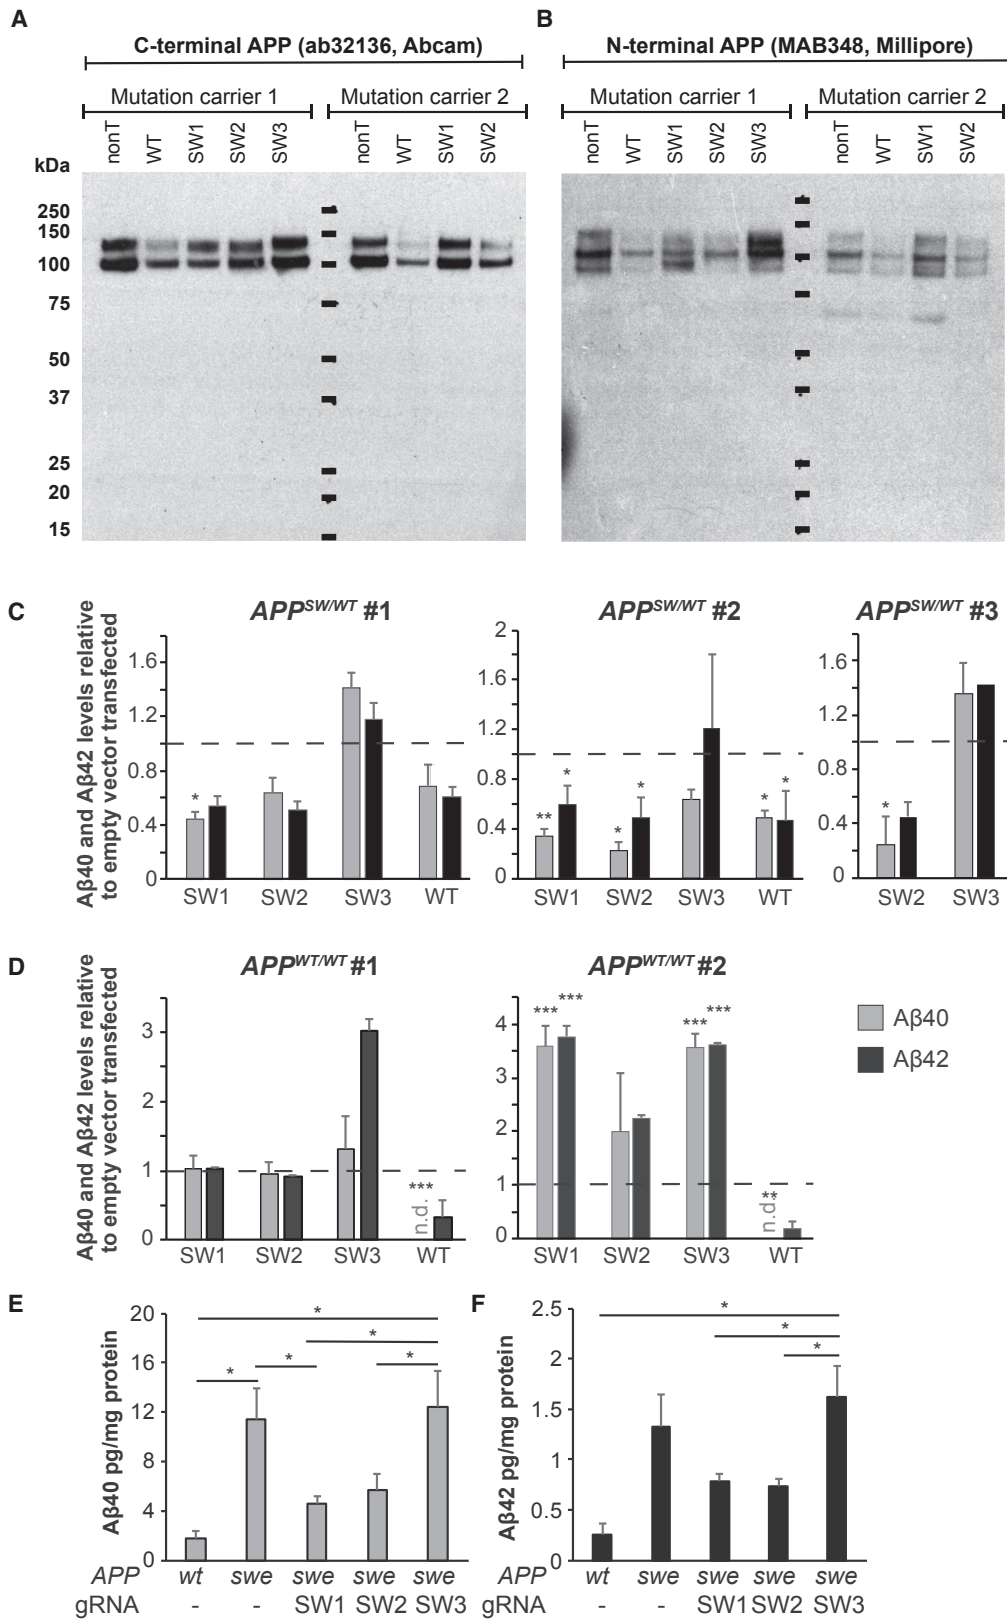 A
B
C-terminal APP (ab32136, Abcam)
N-terminal APP (MAB348, Millipore)
Mutation carrier 1
Mutation carrier 2
Mutation carrier 1
Mutation carrier 2
nonT WT SW1 SW2 SW3 nonT WT SW1 SW2
nonT WT SW1 SW2 SW3 nonT WT SW1 SW2
kDa
250
150
100
75
50
37
25
20
15
C
Aβ40 and Aβ42 levels relative
to empty vector transfected
APP^SW/WT #1
1.6
1.2
0.8
0.4
0
*
SW1 SW2 SW3 WT
APP^SW/WT #2
2
1.6
1.2
0.8
0.4
0
** * * * * *
SW1 SW2 SW3 WT
APP^SW/WT #3
1.6
1.2
0.8
0.4
0
*
SW2 SW3
D
Aβ40 and Aβ42 levels relative
to empty vector transfected
APP^WT/WT #1
3
2
1
0
***
n.d.
SW1 SW2 SW3 WT
APP^WT/WT #2
4
3
2
1
0
*** *** *** *** **
n.d.
SW1 SW2 SW3 WT
Aβ40
Aβ42
E
Aβ40 pg/mg protein
20
16
12
8
4
0
*
*
*
* *
APP wt swe swe swe swe
gRNA - - SW1 SW2 SW3
F
Aβ42 pg/mg protein
2.5
2
1.5
1
0.5
0
*
*
*
wt swe swe swe swe
gRNA - - SW1 SW2 SW3